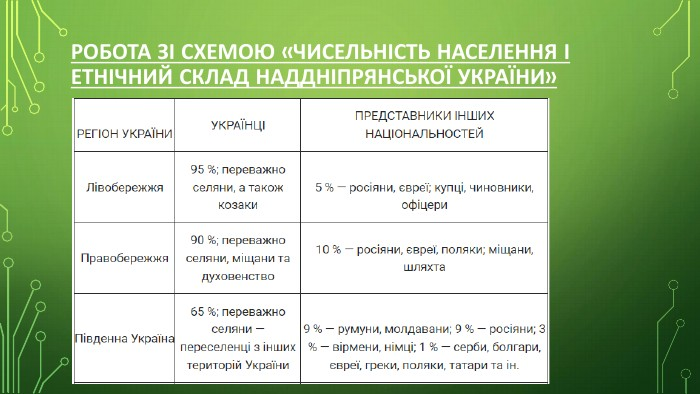 РОБОТА ЗІ СХЕМОЮ «ЧИСЕЛЬНІСТЬ НАСЕЛЕННЯ І
ЕТНІЧНИЙ СКЛАД НАДДНІПРЯНСЬКОЇ УКРАЇНИ»
РЕГІОН УКРАЇНИ
УКРАЇНЦІ
ПРЕДСТАВНИКИ ІНШИХ
НАЦІОНАЛЬНОСТЕЙ
Лівобережжя
95 %; переважно
селяни, а також
козаки
5 % — росіяни, євреї; купці, чиновники,
офіцери
Правобережжя
90 %; переважно
селяни, міщани та
духовенство
10 % — росіяни, євреї, поляки; міщани,
шляхта
Південна Україна
65 %; переважно
селяни —
переселенці з інших
територій України
9 % — румуни, молдавани; 9 % — росіяни; 3
% — вірмени, німці; 1 % — серби, болгари,
євреї, греки, поляки, татари та ін.